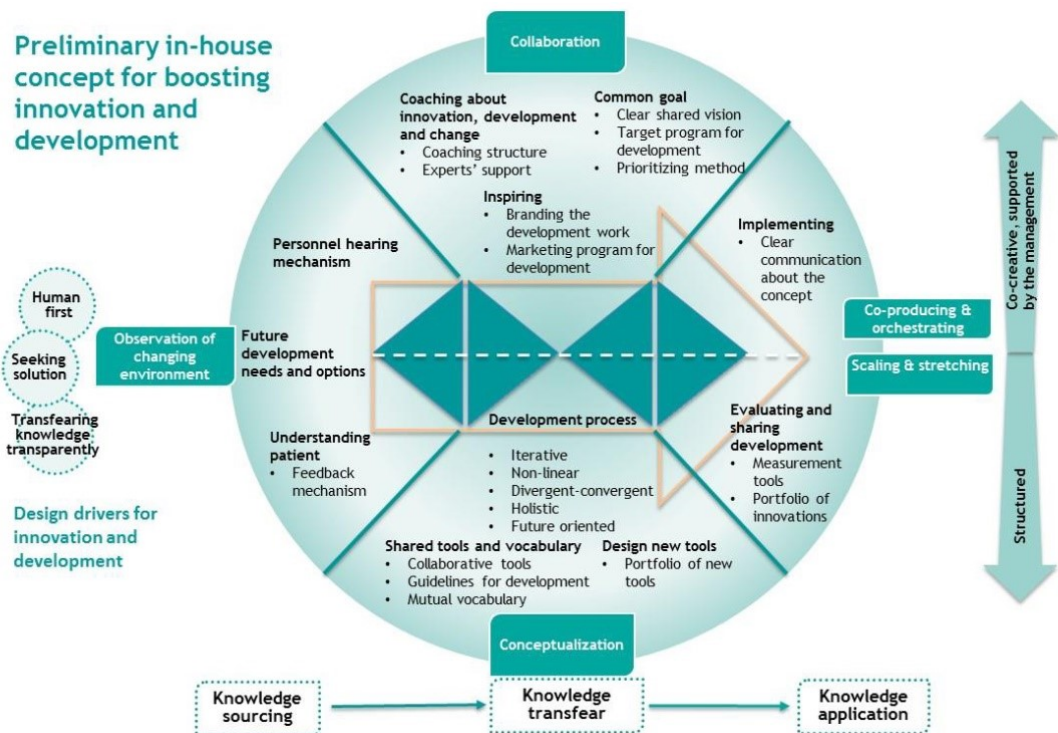 Preliminary in-house
concept for boosting
innovation and
development
Collaboration
Coaching about
innovation, development
and change
• Coaching structure
• Experts' support
Common goal
• Clear shared vision
• Target program for
development
• Prioritizing method
Inspiring
• Branding the
development work
• Marketing program for
development
Personnel hearing
mechanism
Implementing
• Clear
communication
about the
concept
Human
first
Seeking
solution
Transfearing
knowledge
transparently
Observation of
changing
environment
Future
development
needs and options
Co-producing &
orchestrating
Scaling & stretching
Co-creative, supported
by the management
Structured
Understanding
patient
• Feedback
mechanism
Development process
• Iterative
• Non-linear
• Divergent-convergent
• Holistic
• Future oriented
Evaluating and
sharing
development
• Measurement
tools
• Portfolio of
innovations
Design drivers for
innovation and
development
Shared tools and vocabulary
• Collaborative tools
• Guidelines for development
• Mutual vocabulary
Design new tools
• Portfolio of new
tools
Conceptualization
Knowledge
sourcing
Knowledge
transfear
Knowledge
application